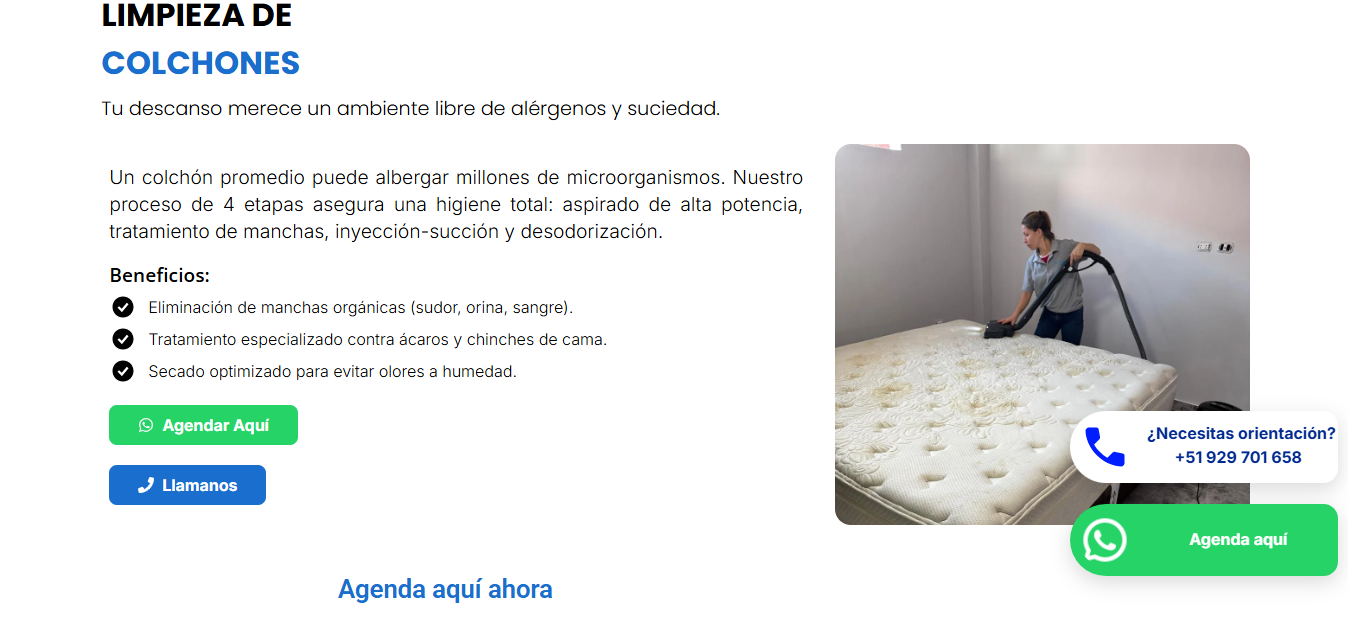 LIMPIEZA DE
COLCHONES
Tu descanso merece un ambiente libre de alérgenos y suciedad.
Un colchón promedio puede albergar millones de microorganismos. Nuestro
proceso de 4 etapas asegura una higiene total: aspirado de alta potencia,
tratamiento de manchas, inyección-succión y desodorización.
Beneficios:
Eliminación de manchas orgánicas (sudor, orina, sangre).
Tratamiento especializado contra ácaros y chinches de cama.
Secado optimizado para evitar olores a humedad.
Agendar Aquí
Llamanos
¿Necesitas orientación?
+51 929 701 658
Agenda aquí
Agenda aquí ahora